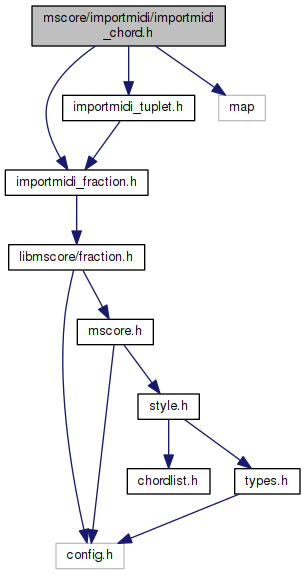 mscore/importmidi/importmidi
_chord.h
importmidi_tuplet.h
map
importmidi_fraction.h
libmscore/fraction.h
mscore.h
style.h
chordlist.h
types.h
config.h